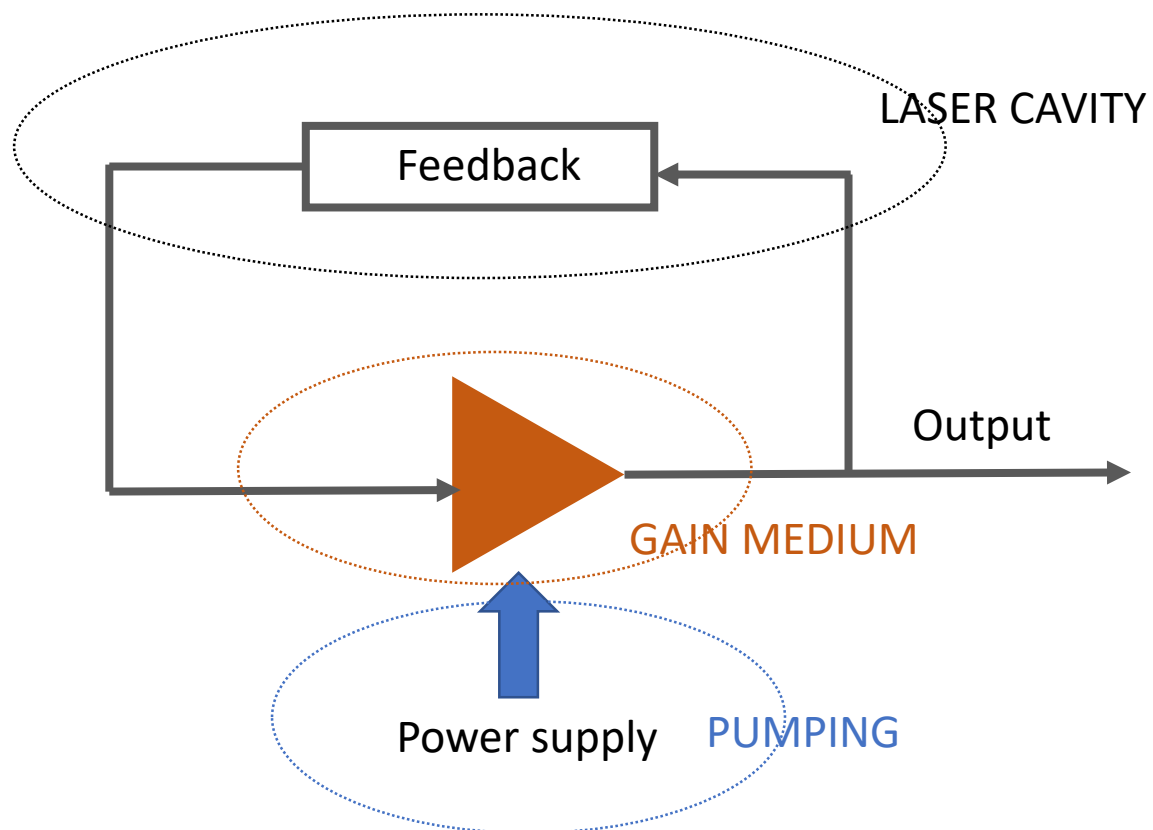 LASER CAVITY
Feedback
Output
GAIN MEDIUM
Power supply
PUMPING